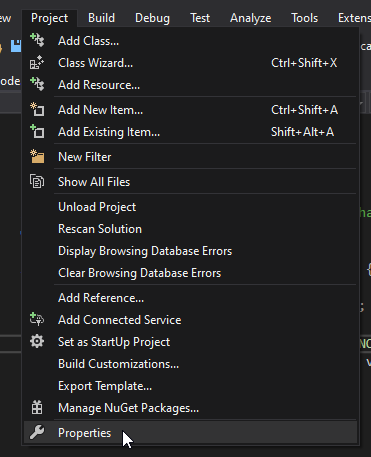 ew Project Build Debug Test Analyze Tools Extens
Add Class...
Class Wizard... Ctrl+Shift+X
Add Resource...
Add New Item... Ctrl+Shift+A
Add Existing Item... Shift+Alt+A
New Filter
Show All Files
Unload Project
Rescan Solution
Display Browsing Database Errors
Clear Browsing Database Errors
Add Reference...
Add Connected Service
Set as StartUp Project
Build Customizations...
Export Template...
Manage NuGet Packages...
Properties